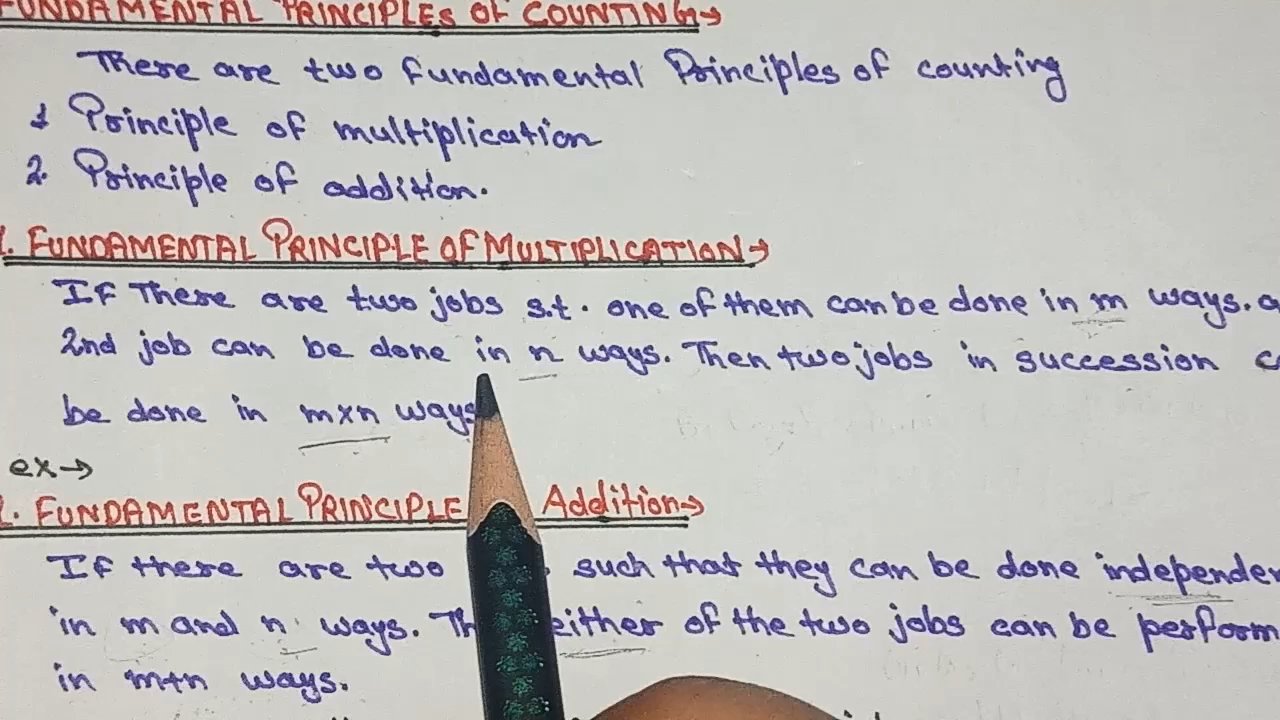 FUNDAMENTAL PRINCIPLES OF COUNTING→
There are two fundamental Principles of counting
1 Principle of multiplication
2. Principle of addition.
1. FUNDAMENTAL PRINCIPLE OF MULTIPLICATION→
If There are two jobs s.t. one of them can be done in m ways.
2nd job can be done in n ways. Then two jobs in succession
be done in m×n ways
ex→
2. FUNDAMENTAL PRINCIPLE Addition→
If there are two such that they can be done
in m and n ways. either of the two jobs can be
in m+n ways.